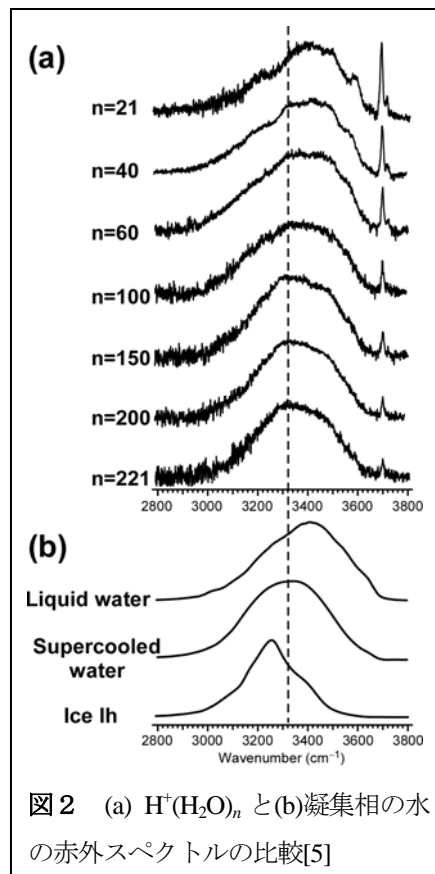 (a)
n=21
n=40
n=60
n=100
n=150
n=200
n=221
2800 3000 3200 3400 3600 3800
(b)
Liquid water
Supercooled
water
Ice Ih
2800 3000 3200 3400 3600 3800
Wavenumber (cm⁻¹)
図2 (a) H⁺(H₂O)ₙ と(b)凝集相の水
の赤外スペクトルの比較[5]